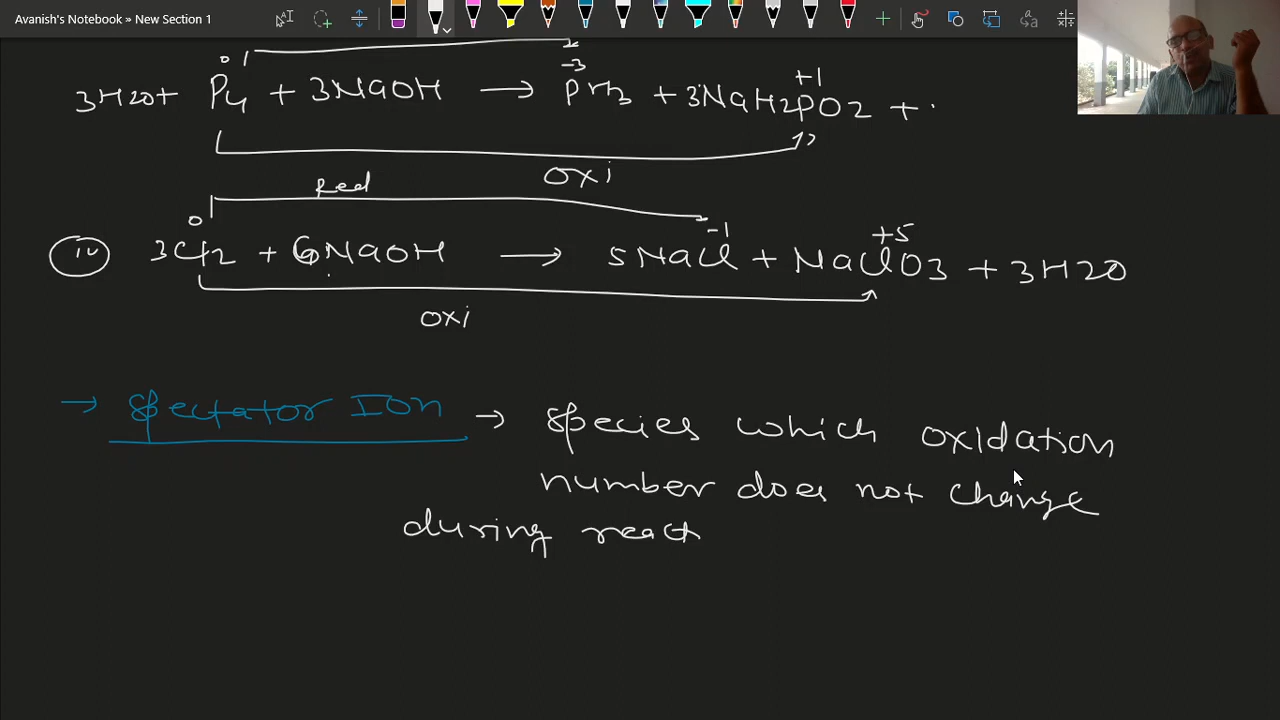 Avanish's Notebook » New Section 1
0
-3
+1
3H2O+ P4 + 3NaOH → PH3 + 3NaH2PO2 + .
oxi
Red
0
-1
+5
iv 3Cl2 + 6NaOH → 5NaCl + NaClO3 + 3H2O
oxi
→ Spectator Ion → Species which oxidation
number does not change
during react